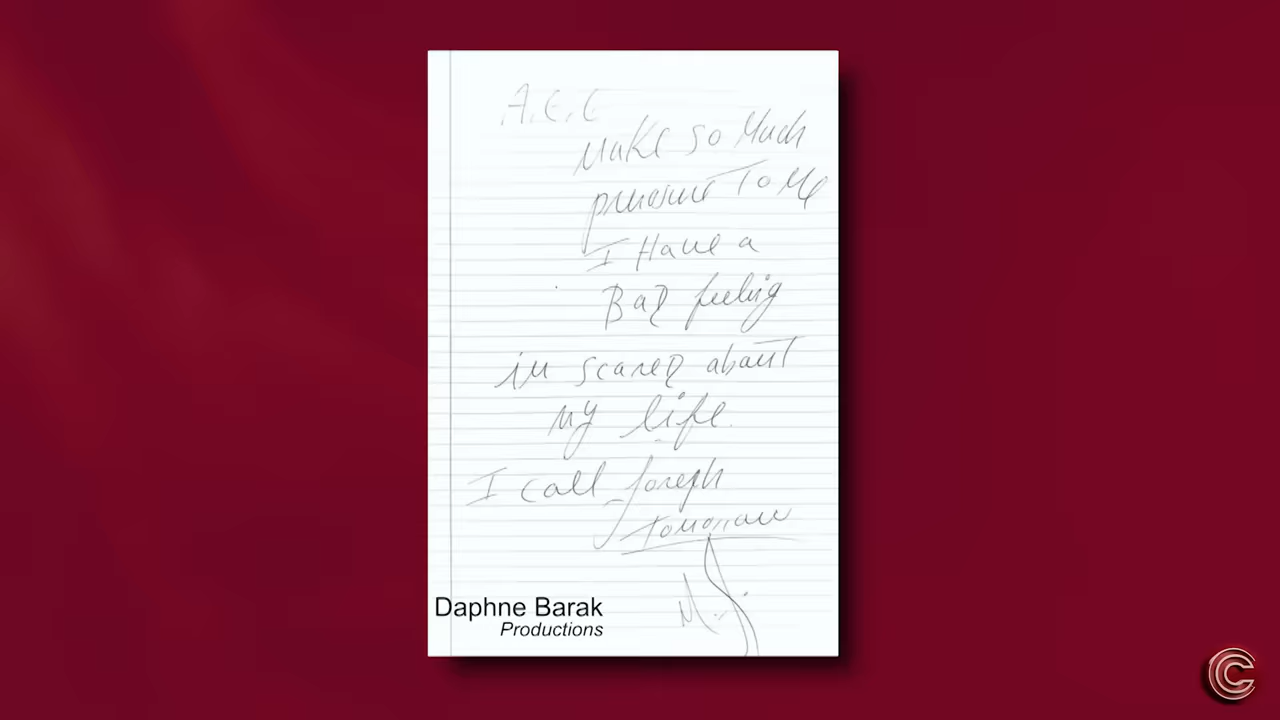 A.E.G
Make so Much
pressure To Me
I Have a
Bad feeling
im scared about
my life.
I call Joseph
tomorrow
M.J.
Daphne Barak
Productions